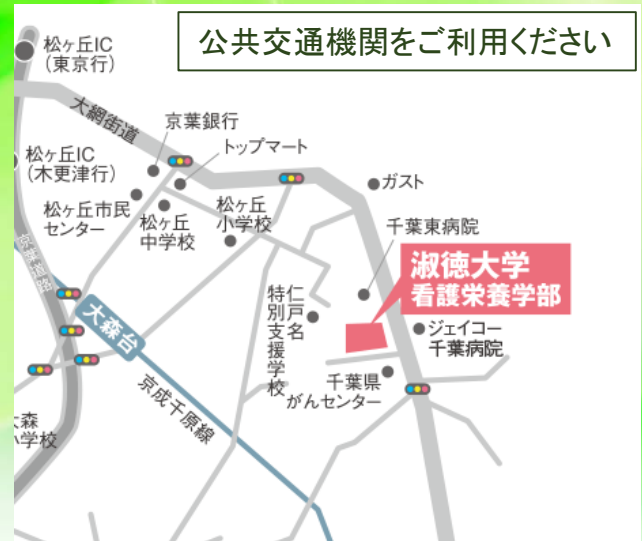 公共交通機関をご利用ください
松ヶ丘IC
(東京行)
大網街道
京葉銀行
トップマート
松ヶ丘IC
(木更津行)
松ヶ丘市民
センター
松ヶ丘
中学校
松ヶ丘
小学校
ガスト
千葉東病院
淑徳大学
看護栄養学部
京葉道路
大森台
仁戸名
特別支援学校
ジェイコー
千葉病院
千葉県
がんセンター
京成千原線
森
小学校